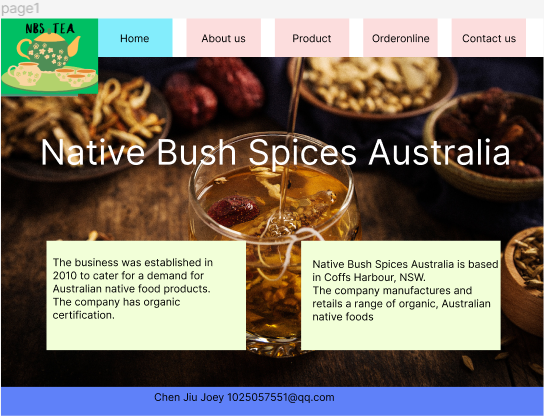 page1
NBS TEA
Home
About us
Product
Orderonline
Contact us
Native Bush Spices Australia
The business was established in
2010 to cater for a demand for
Australian native food products.
The company has organic
certification.
Native Bush Spices Australia is based
in Coffs Harbour, NSW.
The company manufactures and
retails a range of organic, Australian
native foods
Chen Jiu Joey 1025057551@qq.com